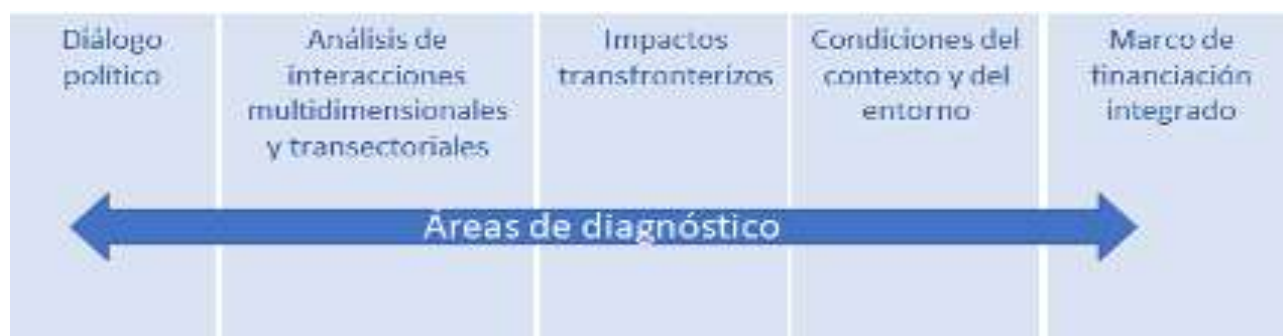 Diálogo
político
Análisis de
interacciones
multidimensionales
y transectoriales
Impactos
transfronterizos
Condiciones del
contexto y del
entorno
Marco de
financiación
integrado
Áreas de diagnóstico